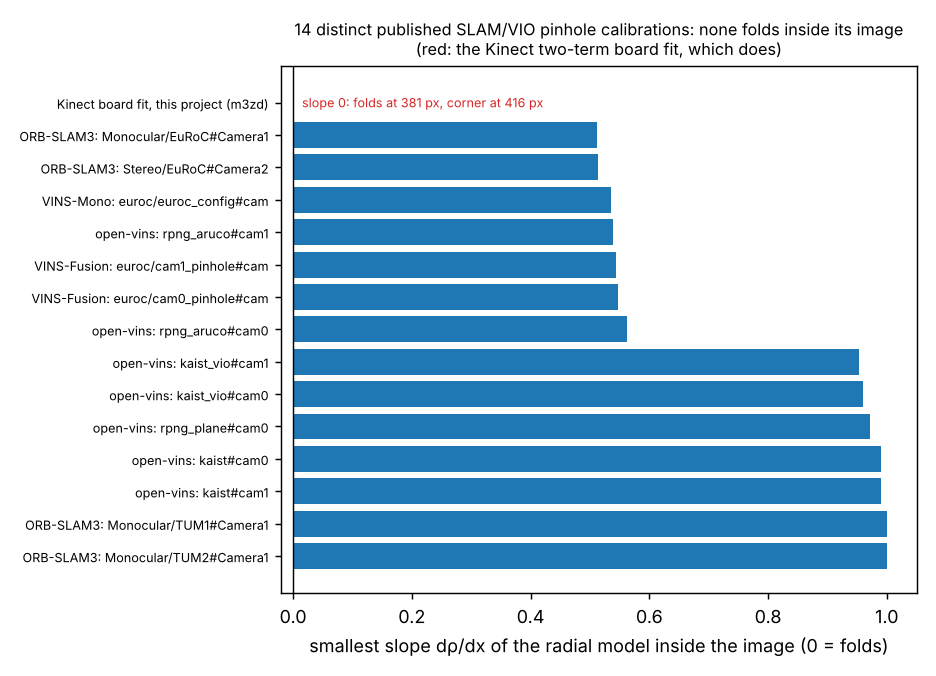 14 distinct published SLAM/VIO pinhole calibrations: none folds inside its image
(red: the Kinect two-term board fit, which does)
Kinect board fit, this project (m3zd)
slope 0: folds at 381 px, corner at 416 px
ORB-SLAM3: Monocular/EuRoC#Camera1
ORB-SLAM3: Stereo/EuRoC#Camera2
VINS-Mono: euroc/euroc_config#cam
open-vins: rpng_aruco#cam1
VINS-Fusion: euroc/cam1_pinhole#cam
VINS-Fusion: euroc/cam0_pinhole#cam
open-vins: rpng_aruco#cam0
open-vins: kaist_vio#cam1
open-vins: kaist_vio#cam0
open-vins: rpng_plane#cam0
open-vins: kaist#cam0
open-vins: kaist#cam1
ORB-SLAM3: Monocular/TUM1#Camera1
ORB-SLAM3: Monocular/TUM2#Camera1
0.0 0.2 0.4 0.6 0.8 1.0
smallest slope dρ/dx of the radial model inside the image (0 = folds)